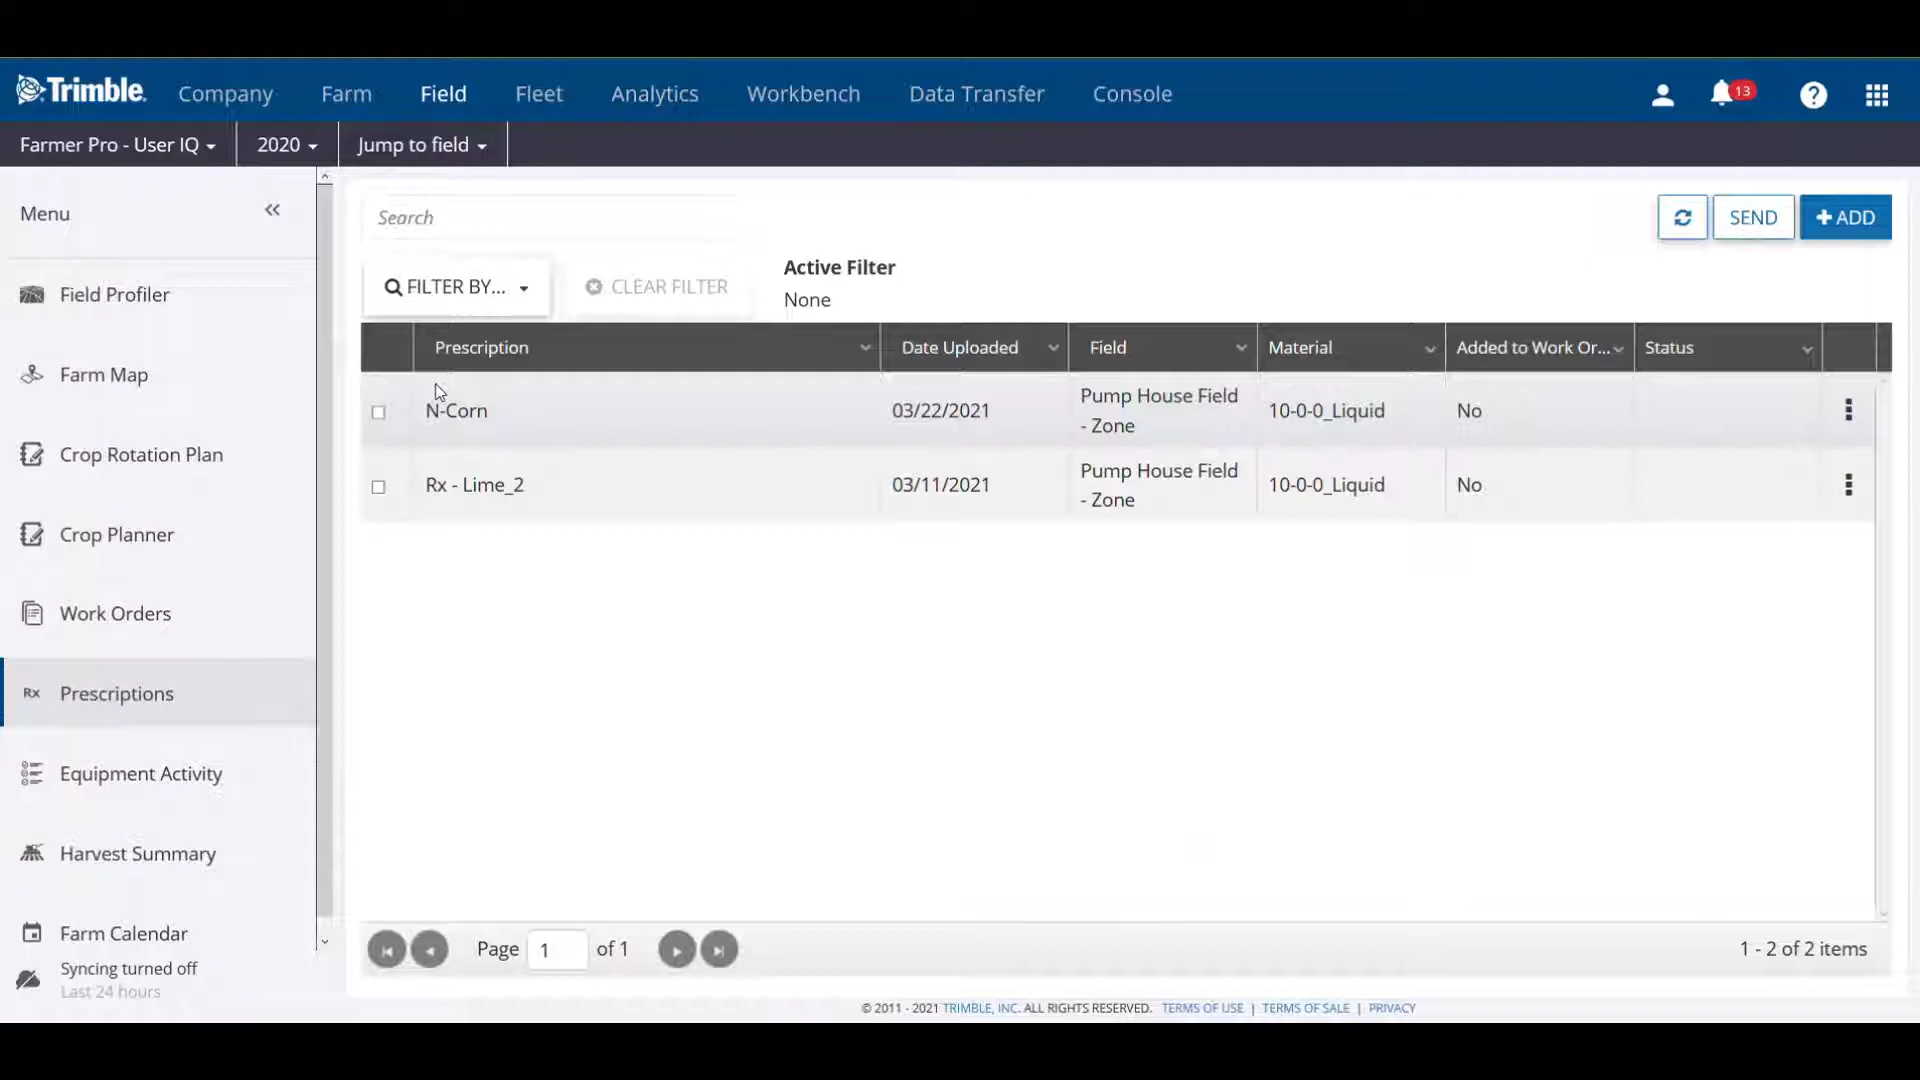 Trimble.
Company
Farm
Field
Fleet
Analytics
Workbench
Data Transfer
Console
13
Farmer Pro - User IQ
2020
Jump to field
Menu
Field Profiler
Farm Map
Crop Rotation Plan
Crop Planner
Work Orders
Rx Prescriptions
Equipment Activity
Harvest Summary
Farm Calendar
Syncing turned off
Last 24 hours
Search
SEND
+ ADD
FILTER BY...
CLEAR FILTER
Active Filter
None
Prescription
Date Uploaded
Field
Material
Added to Work Or...
Status
N-Corn
03/22/2021
Pump House Field
- Zone
10-0-0_Liquid
No
Rx - Lime_2
03/11/2021
Pump House Field
- Zone
10-0-0_Liquid
No
Page 1 of 1
1 - 2 of 2 items
© 2011 - 2021 TRIMBLE, INC. ALL RIGHTS RESERVED. TERMS OF USE | TERMS OF SALE | PRIVACY